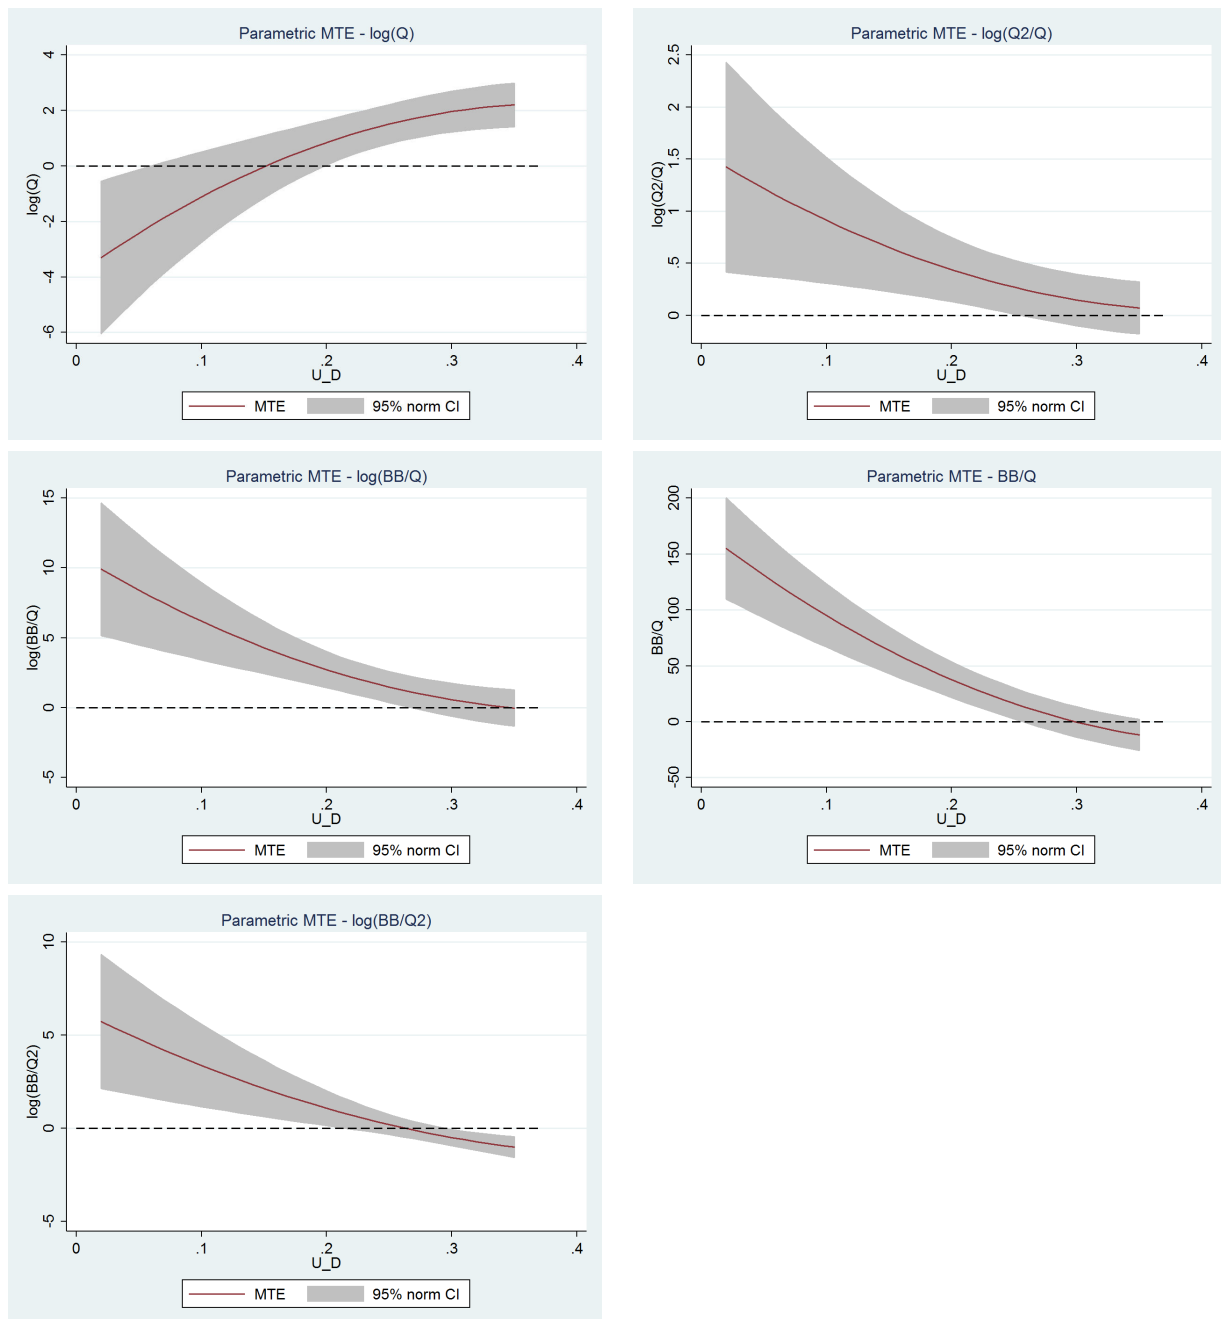 Parametric MTE - log(Q)
log(Q)
4
2
0
-2
-4
-6
0 .1 .2 .3 .4
U_D
MTE 95% norm CI
Parametric MTE - log(Q2/Q)
log(Q2/Q)
2.5
2
1.5
1
.5
0
0 .1 .2 .3 .4
U_D
MTE 95% norm CI
Parametric MTE - log(BB/Q)
log(BB/Q)
15
10
5
0
-5
0 .1 .2 .3 .4
U_D
MTE 95% norm CI
Parametric MTE - BB/Q
BB/Q
200
150
100
50
0
-50
0 .1 .2 .3 .4
U_D
MTE 95% norm CI
Parametric MTE - log(BB/Q2)
log(BB/Q2)
10
5
0
-5
0 .1 .2 .3 .4
U_D
MTE 95% norm CI